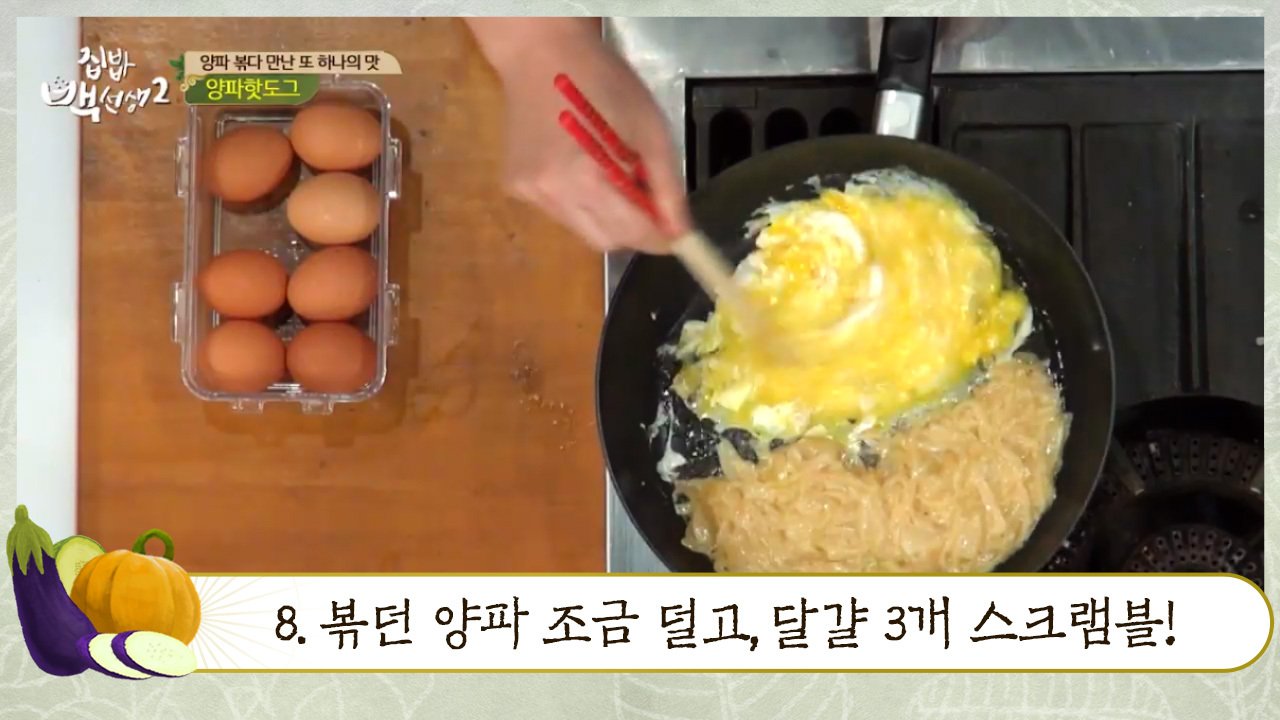 집밥
백선생2
양파 볶다 만난 또 하나의 맛
양파핫도그
8. 볶던 양파 조금 덜고, 달걀 3개 스크램블!